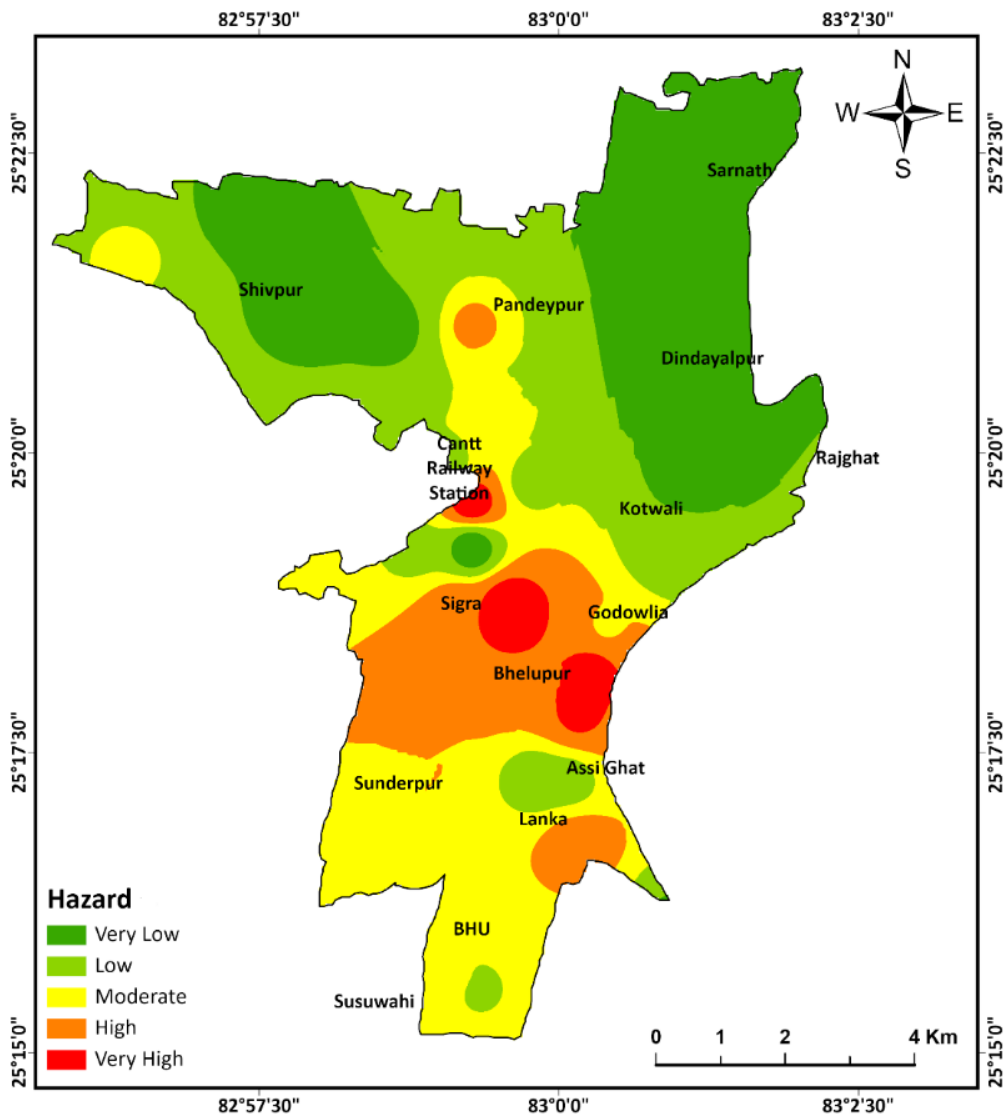 82°57'30" 83°0'0" 83°2'30"
N
W E
S
25°22'30" 25°22'30"
Sarnath
Shivpur
Pandeypur
Dindayalpur
25°20'0" 25°20'0"
Cantt
Railway
Station
Rajghat
Kotwali
Sigra
Godowlia
Bhelupur
25°17'30" 25°17'30"
Assi Ghat
Sunderpur
Lanka
Hazard
Very Low
Low
Moderate
High
Very High
BHU
Susuwahi
0 1 2 4 Km
25°15'0" 25°15'0"
82°57'30" 83°0'0" 83°2'30"